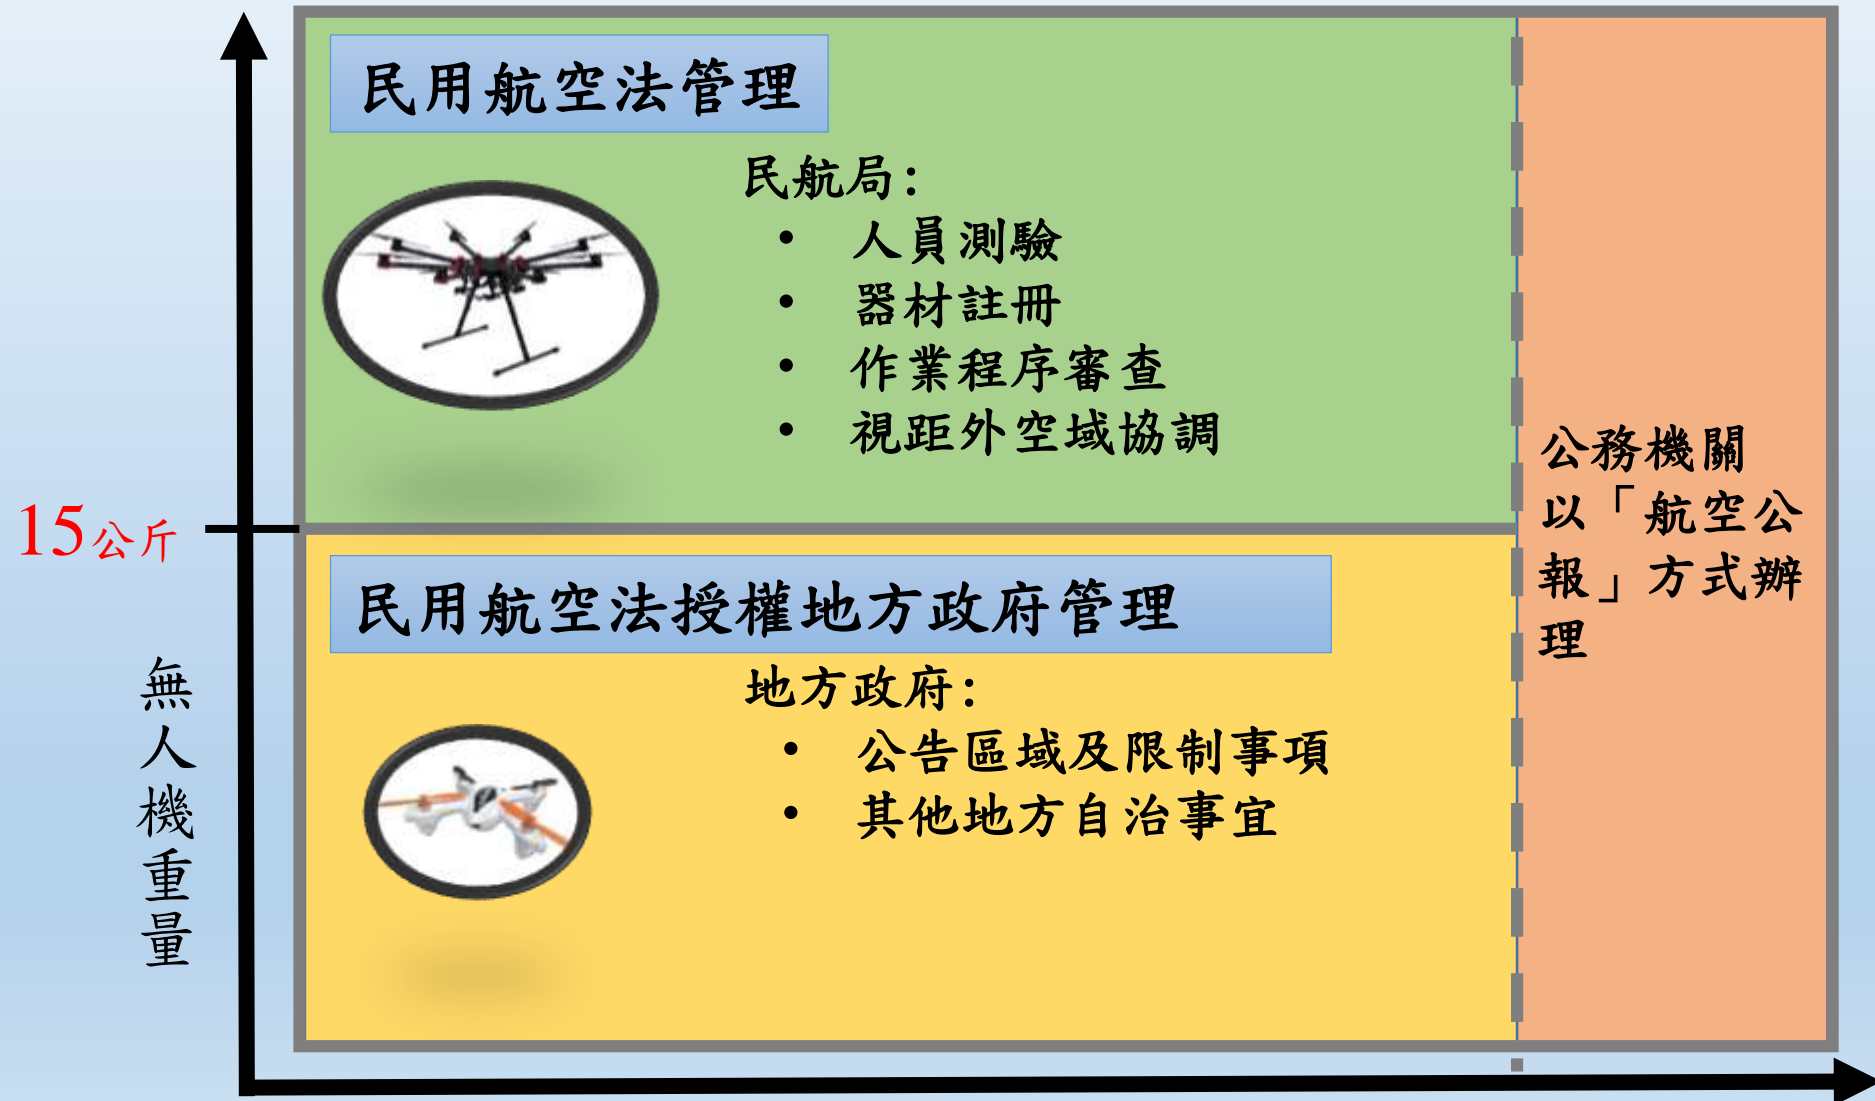 民用航空法管理
民航局:
• 人員測驗
• 器材註冊
• 作業程序審查
• 視距外空域協調
15公斤
民用航空法授權地方政府管理
地方政府:
• 公告區域及限制事項
• 其他地方自治事宜
無人機重量
公務機關
以「航空公
報」方式辦
理